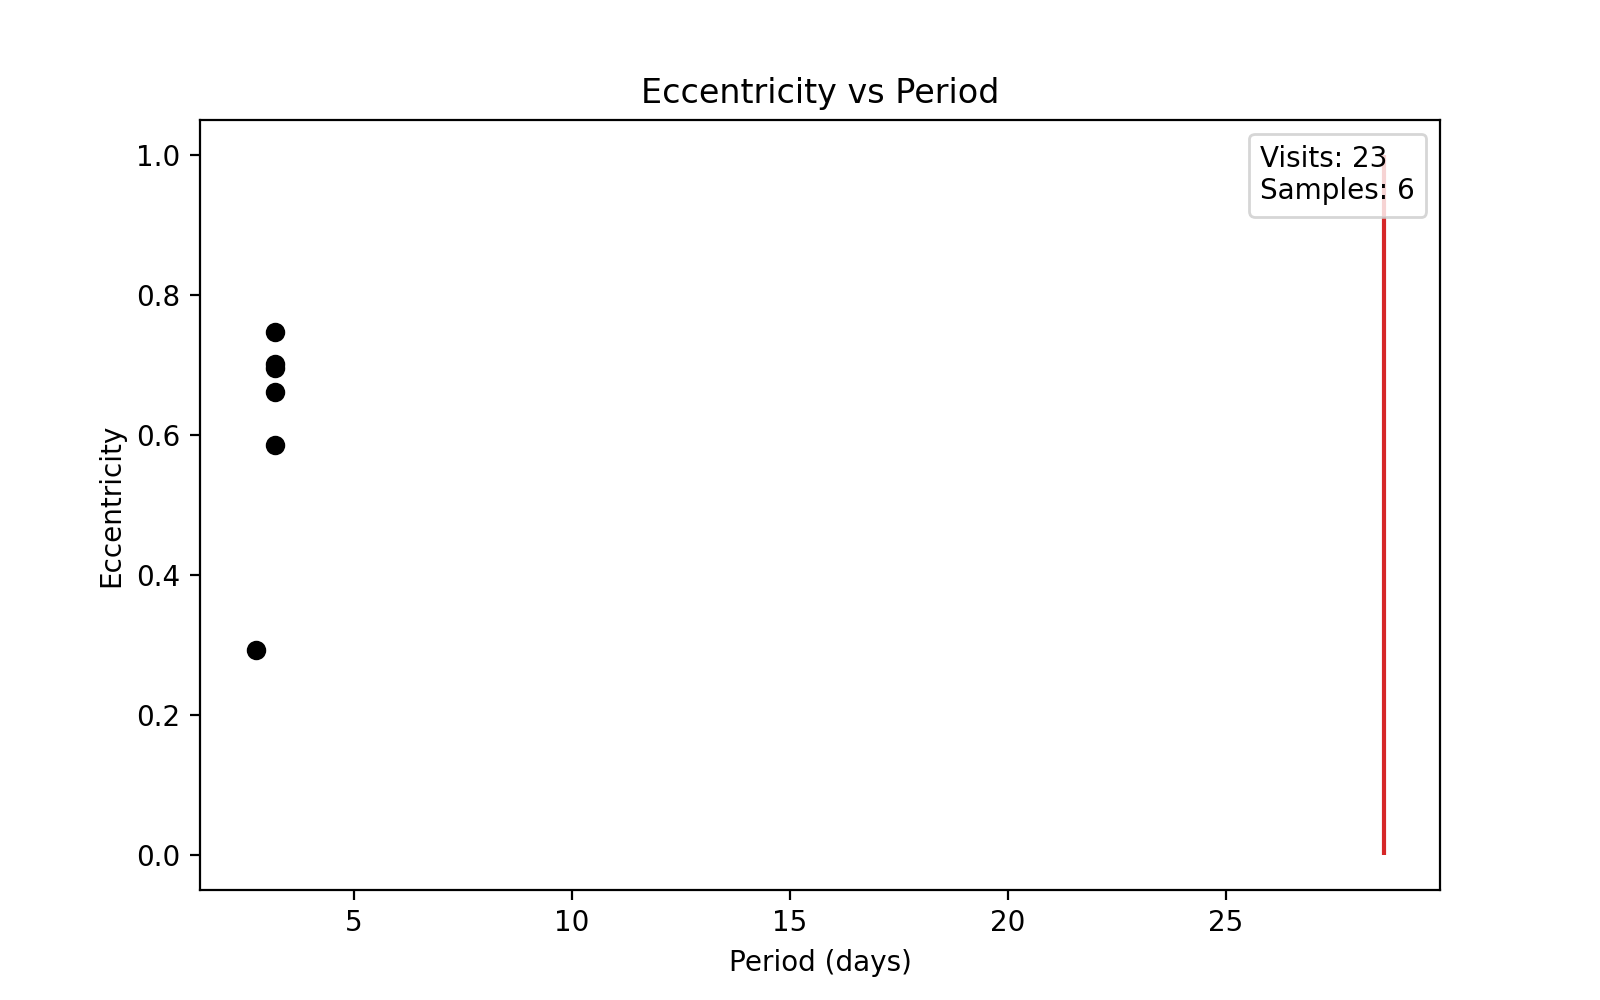 Eccentricity vs Period
Visits: 23
Samples: 6
1.0
0.8
0.6
0.4
0.2
0.0
Eccentricity
5 10 15 20 25
Period (days)